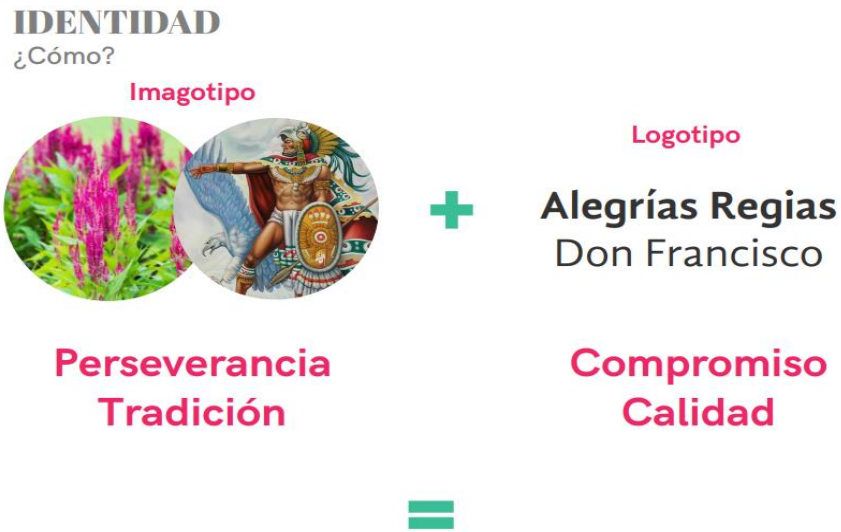 IDENTIDAD
¿Cómo?
Imagotipo
Logotipo
+
Alegrías Regias
Don Francisco
Perseverancia
Tradición
Compromiso
Calidad
=